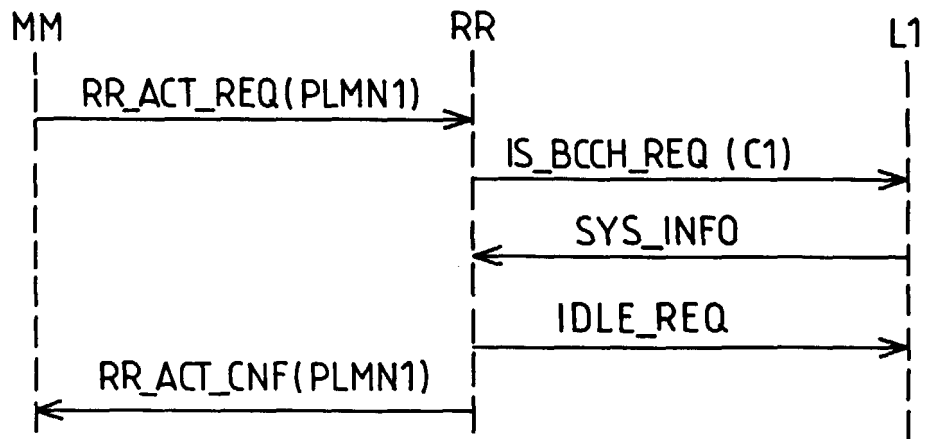 MM RR L1
RR_ACT_REQ(PLMN1)
IS_BCCH_REQ (C1)
SYS_INFO
IDLE_REQ
RR_ACT_CNF(PLMN1)